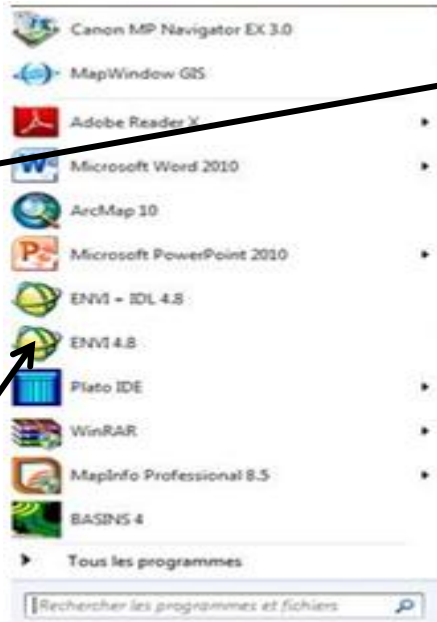 Canon MP Navigator EX 3.0
MapWindow GIS
Adobe Reader X
Microsoft Word 2010
ArcMap 10
Microsoft PowerPoint 2010
ENVI + IDL 4.8
ENVI 4.8
Plato IDE
WinRAR
MapInfo Professional 8.5
BASINS 4
Tous les programmes
Rechercher les programmes et fichiers